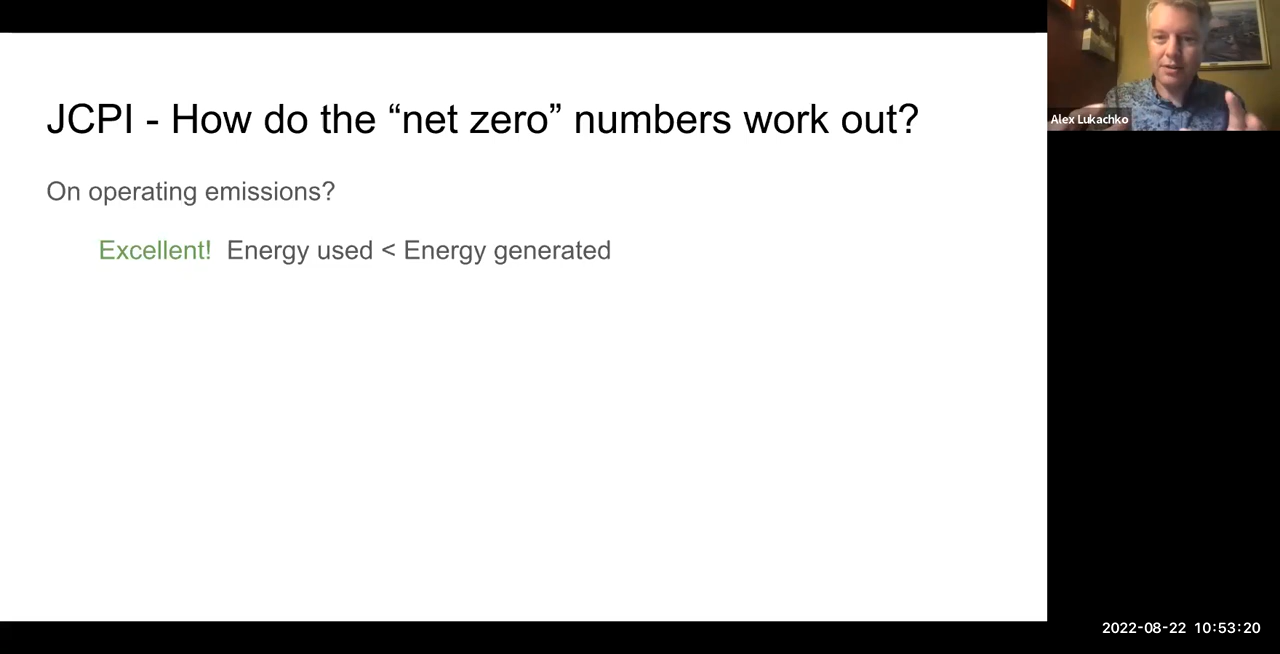 JCPI - How do the “net zero” numbers work out?
On operating emissions?
Excellent! Energy used < Energy generated
Alex Lukachko
2022-08-22 10:53:20